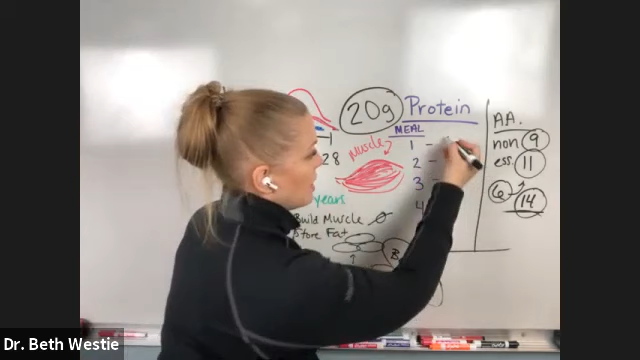 20g Protein
MEAL
1 -
2 -
3
4
AA.
non 9
ess. 11
6 → 14
28
Muscle
years
Build Muscle
Store Fat
B
Dr. Beth Westie